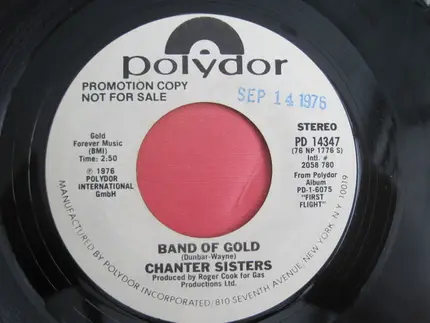 polydor
PROMOTION COPY
NOT FOR SALE
SEP 14 1976
Gold
Forever Music
(BMI)
Time: 2:50
℗ 1976
POLYDOR
INTERNATIONAL
GmbH
STEREO
PD 14347
(76 NP 1776 S)
Intl. #
2058 780
From Polydor
Album
PD-1-6075
"FIRST
FLIGHT"
BAND OF GOLD
(Dunbar-Wayne)
CHANTER SISTERS
Produced by Roger Cook for Gas
Productions Ltd.
MANUFACTURED BY POLYDOR INCORPORATED/810 SEVENTH AVENUE, NEW YORK, N.Y. 10019